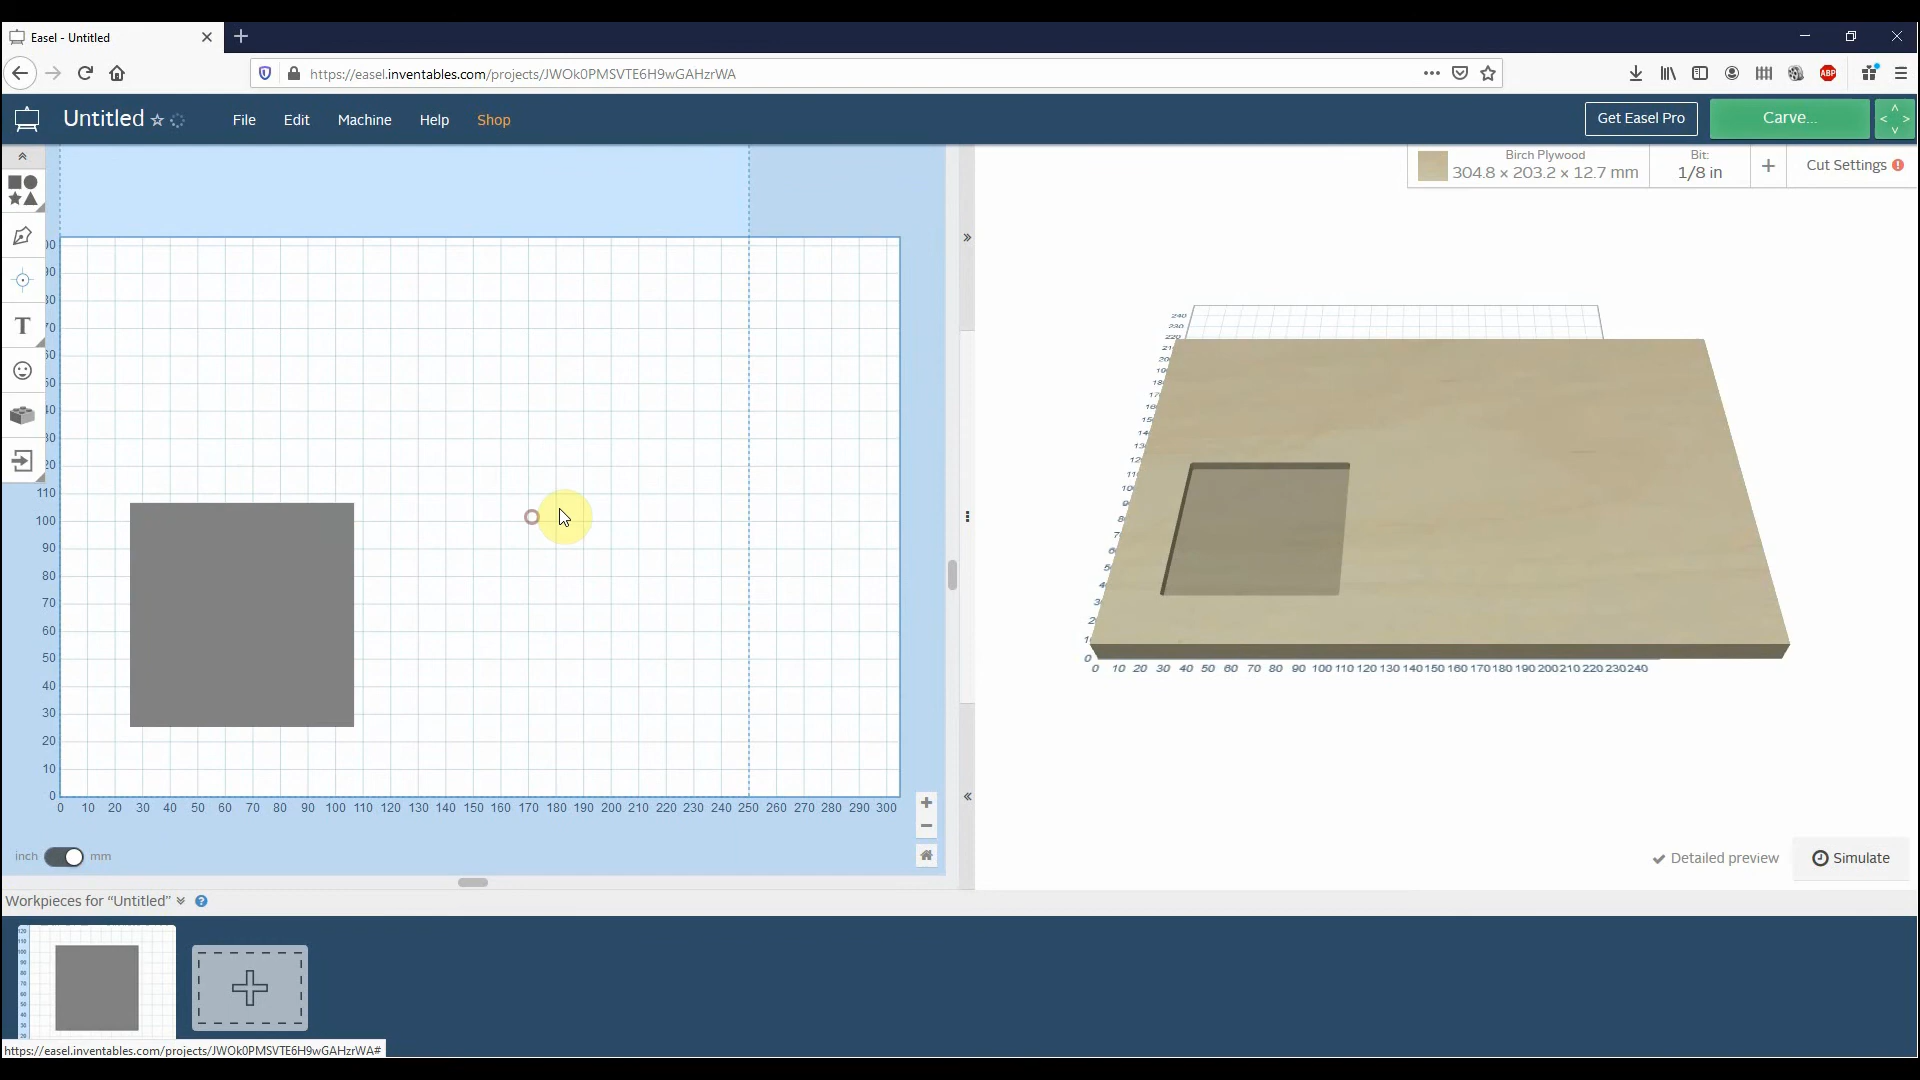 Easel - Untitled
https://easel.inventables.com/projects/JWOk0PMSVTE6H9wGAHzrWA
ABP
Untitled File Edit Machine Help Shop Get Easel Pro Carve...
Birch Plywood
304.8 × 203.2 × 12.7 mm
Bit:
1/8 in
Cut Settings
T
110
100
90
80
70
60
50
40
30
20
10
0
0 10 20 30 40 50 60 70 80 90 100 110 120 130 140 150 160 170 180 190 200 210 220 230 240 250 260 270 280 290 300
240
230
0
0 10 20 30 40 50 60 70 80 90 100 110 120 130 140 150 160 170 180 190 200 210 220 230 240
inch mm
Detailed preview
Simulate
Workpieces for “Untitled”
https://easel.inventables.com/projects/JWOk0PMSVTE6H9wGAHzrWA#